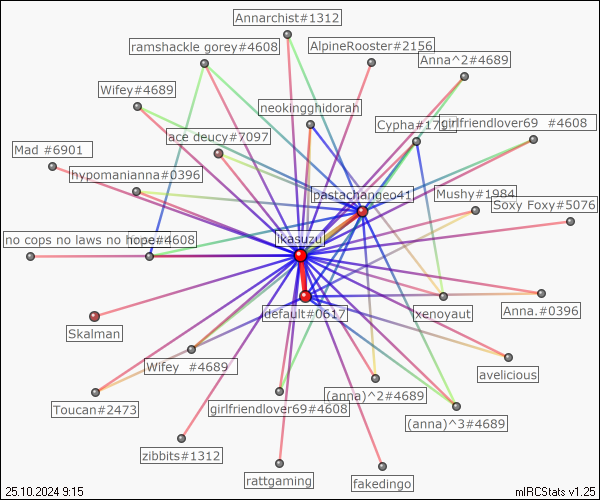 Annarchist#1312
ramshackle gorey#4608
AlpineRooster#2156
Anna^2#4689
Wifey#4689
neokingghidorah
Cypha#17
girlfriendlover69 #4608
ace deucy#7097
Mad #6901
hypomanianna#0396
pastachangeo41
Mushy#1984
Soxy Foxy#5076
no cops no laws no
#4608
ikasuzu
default#0617
xenoyaut
Anna.#0396
Skalman
Wifey #4689
avelicious
Toucan#2473
girlfriendlover69#4608
(anna)^2#4689
(anna)^3#4689
zibbits#1312
rattgaming
fakedingo
25.10.2024 9:15
mIRCStats v1.25